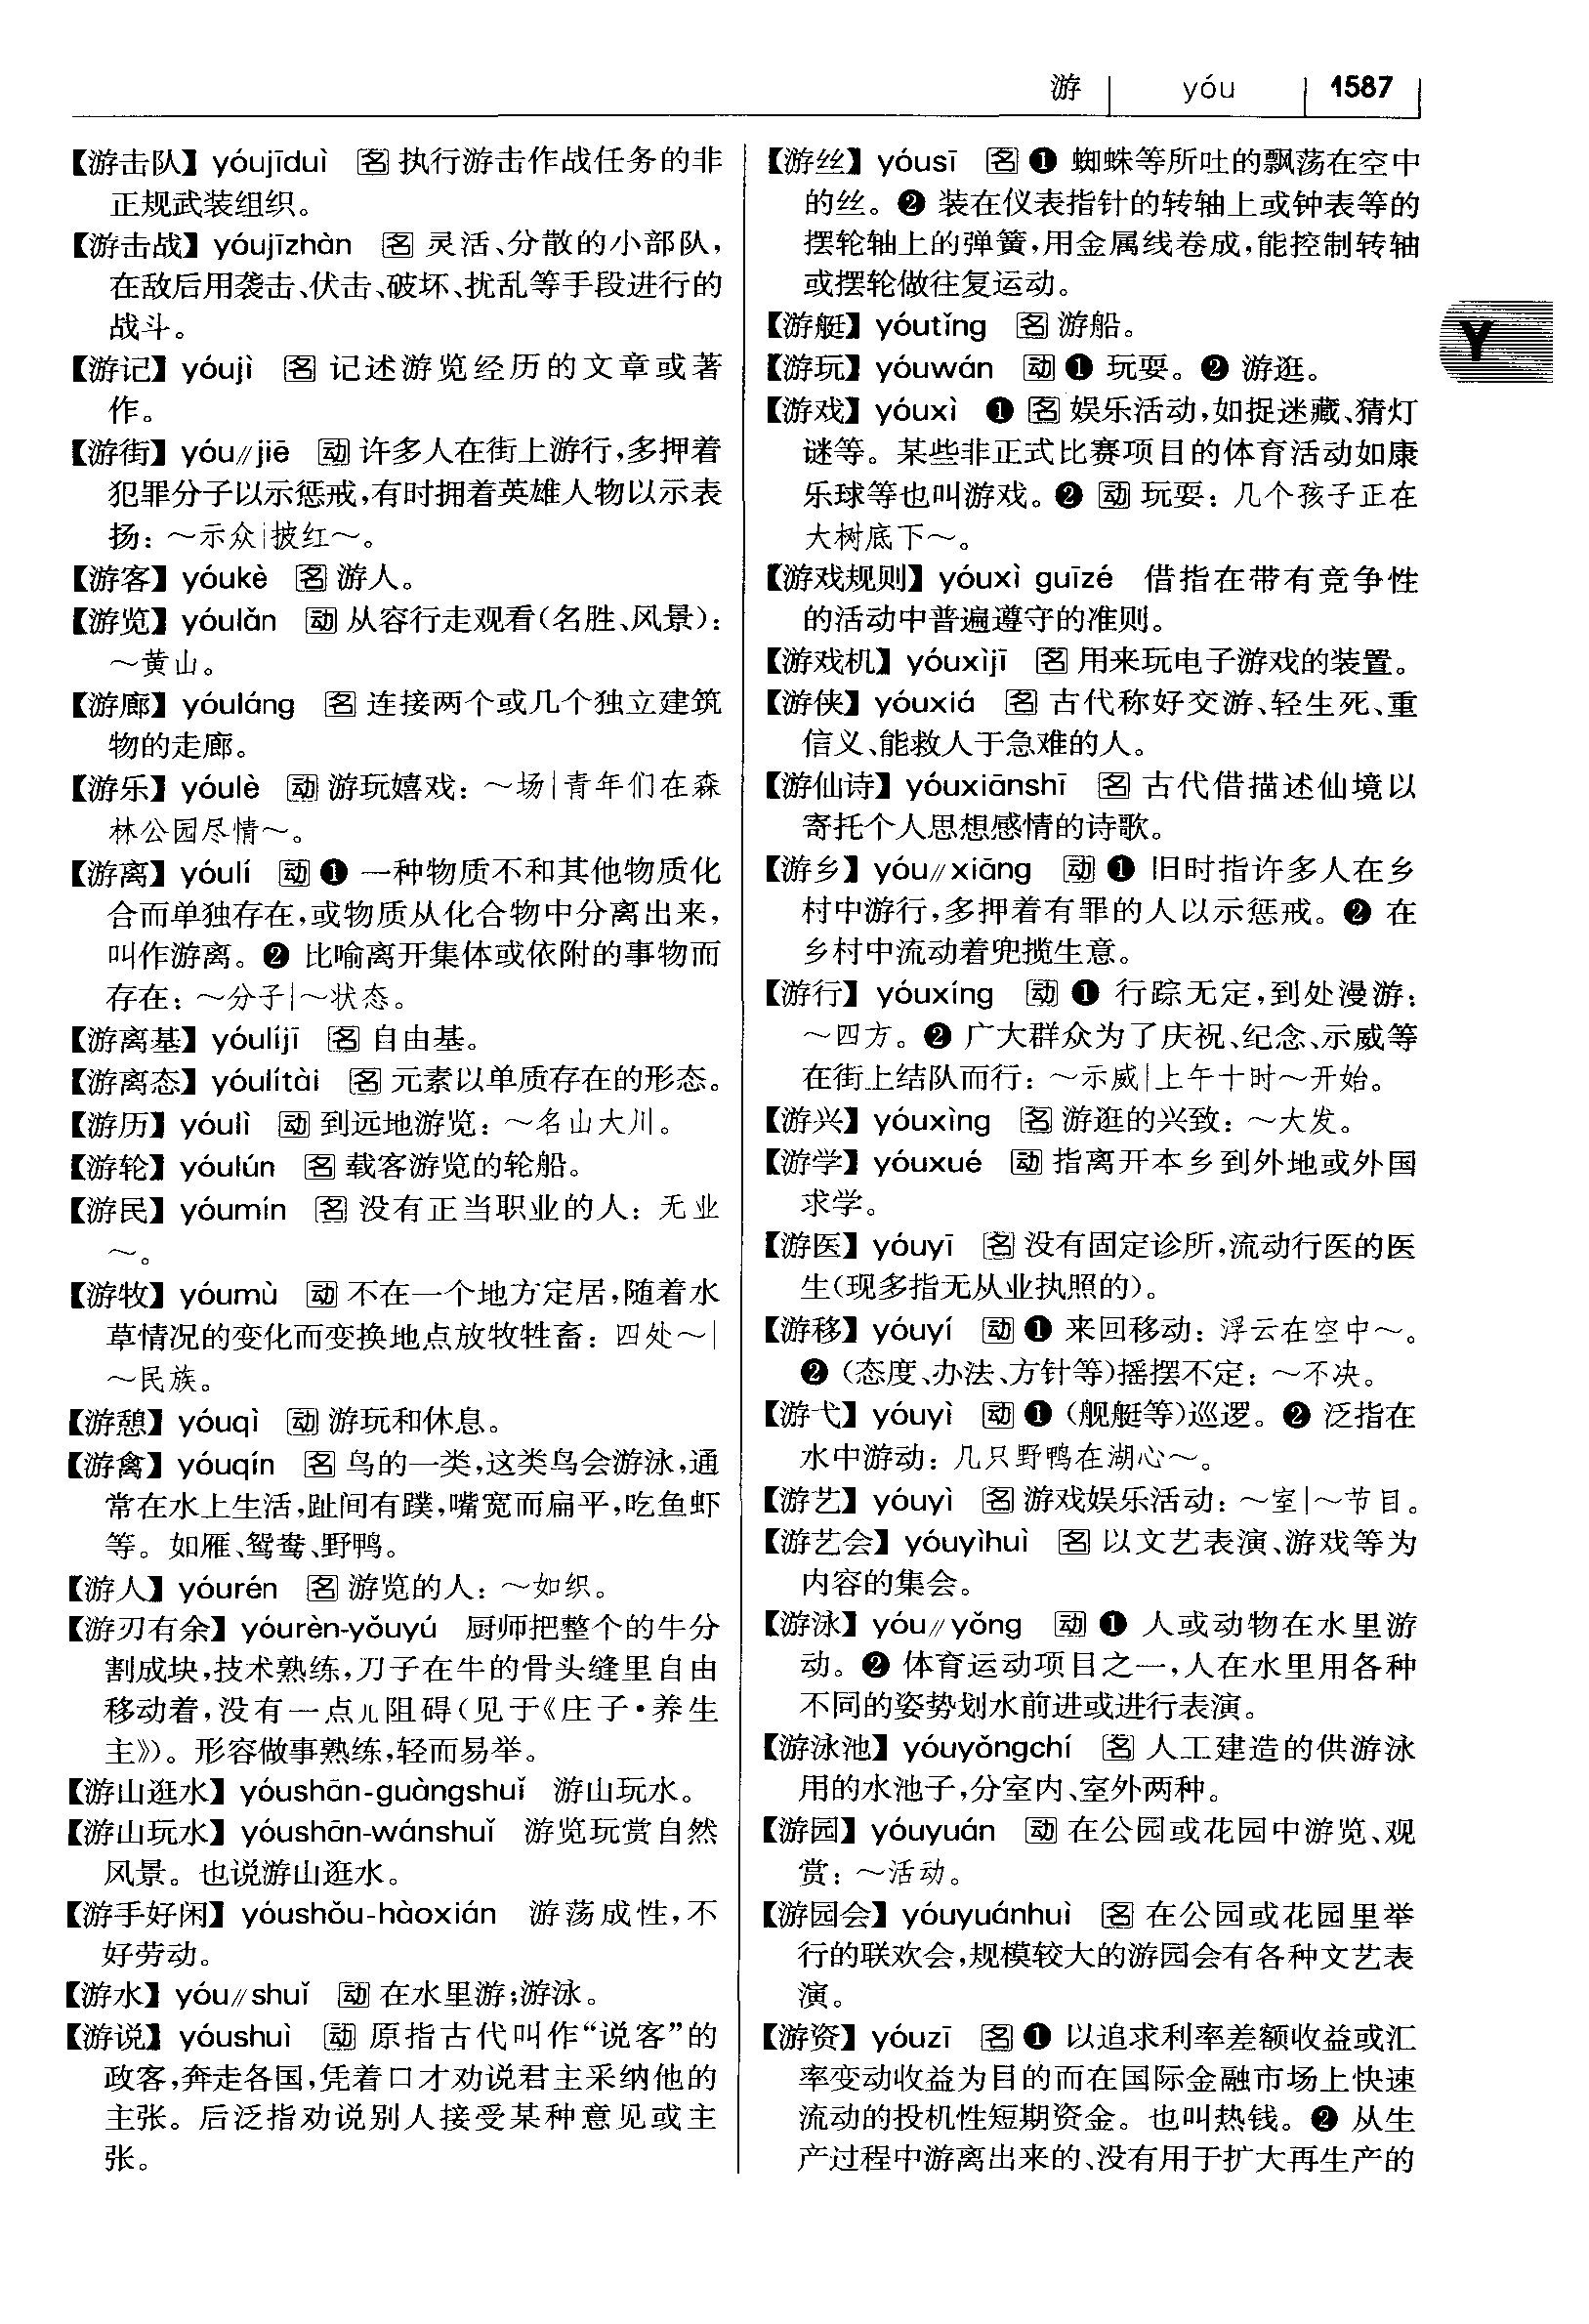 游 yóu 1587
【游击队】 yóujīduì 名 执行游击作战任务的非
正规武装组织。
【游击战】 yóujīzhàn 名 灵活、分散的小部队，
在敌后用袭击、伏击、破坏、扰乱等手段进行的
战斗。
【游记】 yóujì 名 记述游览经历的文章或著
作。
【游街】 yóu//jiē 动 许多人在街上游行，多押着
犯罪分子以示惩戒，有时拥着英雄人物以示表
扬：～示众|披红～。
【游客】 yóukè 名 游人。
【游览】 yóulǎn 动 从容行走观看(名胜、风景)：
～黄山。
【游廊】 yóuláng 名 连接两个或几个独立建筑
物的走廊。
【游乐】 yóulè 动 游玩嬉戏：～场|青年们在森
林公园尽情～。
【游离】 yóulí 动 ❶ 一种物质不和其他物质化
合而单独存在，或物质从化合物中分离出来，
叫作游离。❷ 比喻离开集体或依附的事物而
存在：～分子|～状态。
【游离基】 yóulíjī 名 自由基。
【游离态】 yóulítài 名 元素以单质存在的形态。
【游历】 yóulì 动 到远地游览：～名山大川。
【游轮】 yóulún 名 载客游览的轮船。
【游民】 yóumín 名 没有正当职业的人：无业
～。
【游牧】 yóumù 动 不在一个地方定居，随着水
草情况的变化而变换地点放牧牲畜：四处～|
～民族。
【游憩】 yóuqì 动 游玩和休息。
【游禽】 yóuqín 名 鸟的一类，这类鸟会游泳，通
常在水上生活，趾间有蹼，嘴宽而扁平，吃鱼虾
等。如雁、鸳鸯、野鸭。
【游人】 yóurén 名 游览的人：～如织。
【游刃有余】 yóurèn-yǒuyú 厨师把整个的牛分
割成块，技术熟练，刀子在牛的骨头缝里自由
移动着，没有一点儿阻碍(见于《庄子·养生
主》)。形容做事熟练，轻而易举。
【游山逛水】 yóushān-guàngshuǐ 游山玩水。
【游山玩水】 yóushān-wánshuǐ 游览玩赏自然
风景。也说游山逛水。
【游手好闲】 yóushǒu-hàoxián 游荡成性，不
好劳动。
【游水】 yóu//shuǐ 动 在水里游；游泳。
【游说】 yóushuì 动 原指古代叫作“说客”的
政客，奔走各国，凭着口才劝说君主采纳他的
主张。后泛指劝说别人接受某种意见或主
张。
【游丝】 yóusī 名 ❶ 蜘蛛等所吐的飘荡在空中
的丝。❷ 装在仪表指针的转轴上或钟表等的
摆轮轴上的弹簧，用金属线卷成，能控制转轴
或摆轮做往复运动。
【游艇】 yóutǐng 名 游船。
【游玩】 yóuwán 动 ❶ 玩耍。❷ 游逛。
【游戏】 yóuxì ❶ 名 娱乐活动，如捉迷藏、猜灯
谜等。某些非正式比赛项目的体育活动如康
乐球等也叫游戏。❷ 动 玩耍：几个孩子正在
大树底下～。
【游戏规则】 yóuxì guīzé 借指在带有竞争性
的活动中普遍遵守的准则。
【游戏机】 yóuxìjī 名 用来玩电子游戏的装置。
【游侠】 yóuxiá 名 古代称好交游、轻生死、重
信义、能救人于急难的人。
【游仙诗】 yóuxiānshī 名 古代借描述仙境以
寄托个人思想感情的诗歌。
【游乡】 yóu//xiāng 动 ❶ 旧时指许多人在乡
村中游行，多押着有罪的人以示惩戒。❷ 在
乡村中流动着兜揽生意。
【游行】 yóuxíng 动 ❶ 行踪无定，到处漫游：
～四方。❷ 广大群众为了庆祝、纪念、示威等
在街上结队而行：～示威|上午十时～开始。
【游兴】 yóuxìng 名 游逛的兴致：～大发。
【游学】 yóuxué 动 指离开本乡到外地或外国
求学。
【游医】 yóuyī 名 没有固定诊所，流动行医的医
生(现多指无从业执照的)。
【游移】 yóuyí 动 ❶ 来回移动：浮云在空中～。
❷ (态度、办法、方针等)摇摆不定：～不决。
【游弋】 yóuyì 动 ❶ (舰艇等)巡逻。❷ 泛指在
水中游动：几只野鸭在湖心～。
【游艺】 yóuyì 名 游戏娱乐活动：～室|～节目。
【游艺会】 yóuyìhuì 名 以文艺表演、游戏等为
内容的集会。
【游泳】 yóu//yǒng 动 ❶ 人或动物在水里游
动。❷ 体育运动项目之一，人在水里用各种
不同的姿势划水前进或进行表演。
【游泳池】 yóuyǒngchí 名 人工建造的供游泳
用的水池子，分室内、室外两种。
【游园】 yóuyuán 动 在公园或花园中游览、观
赏：～活动。
【游园会】 yóuyuánhuì 名 在公园或花园里举
行的联欢会，规模较大的游园会有各种文艺表
演。
【游资】 yóuzī 名 ❶ 以追求利率差额收益或汇
率变动收益为目的而在国际金融市场上快速
流动的投机性短期资金。也叫热钱。❷ 从生
产过程中游离出来的、没有用于扩大再生产的
Y